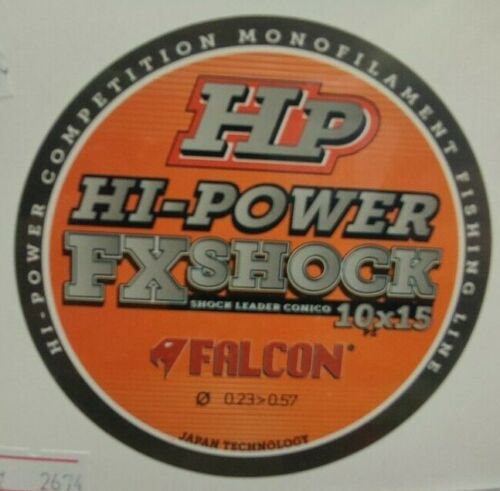 HI-POWER COMPETITION MONOFILAMENT FISHING LINE
HP
HI-POWER
FXSHOCK
SHOCK LEADER CONICO
10x15
FALCON®
Ø 0.23>0.57
JAPAN TECHNOLOGY
2674